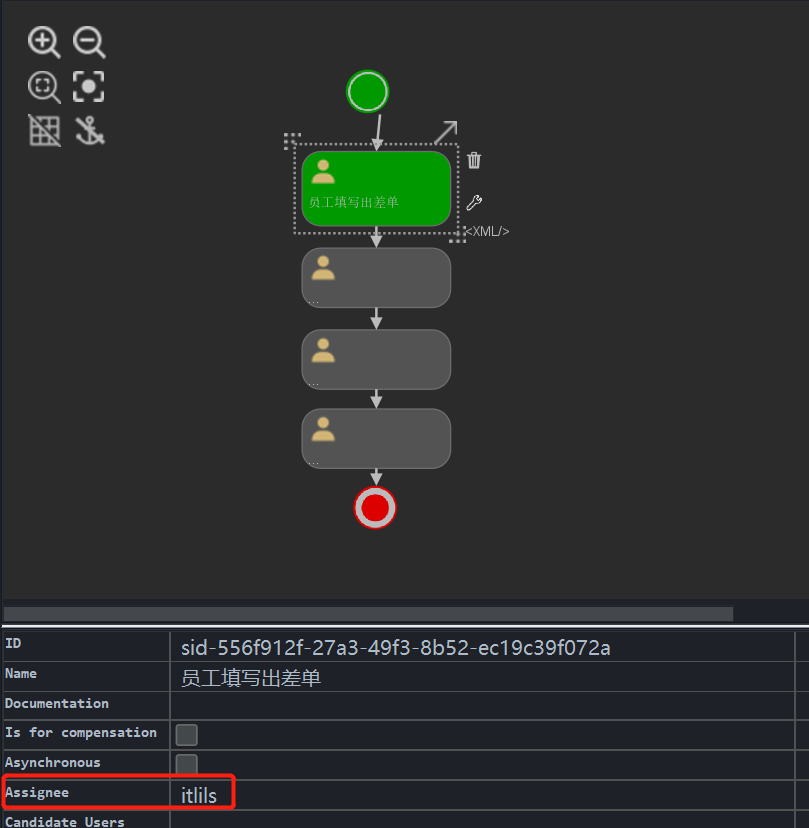 员工填写出差单
<XML/>
...
...
...
ID
sid-556f912f-27a3-49f3-8b52-ec19c39f072a
Name
员工填写出差单
Documentation
Is for compensation
Asynchronous
Assignee
itlils
Candidate Users